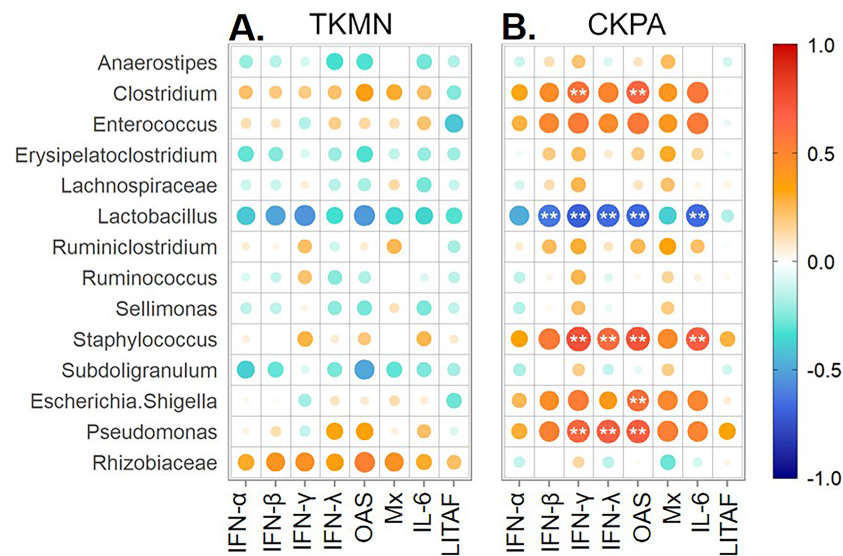 A. TKMN B. CKPA
Anaerostipes
Clostridium ** **
Enterococcus
Erysipelatoclostridium
Lachnospiraceae
Lactobacillus ** ** ** ** **
Ruminiclostridium
Ruminococcus
Sellimonas
Staphylococcus ** ** ** **
Subdoligranulum
Escherichia.Shigella **
Pseudomonas ** ** **
Rhizobiaceae
IFN-α IFN-β IFN-γ IFN-λ OAS Mx IL-6 LITAF IFN-α IFN-β IFN-γ IFN-λ OAS Mx IL-6 LITAF
1.0
0.5
0.0
-0.5
-1.0